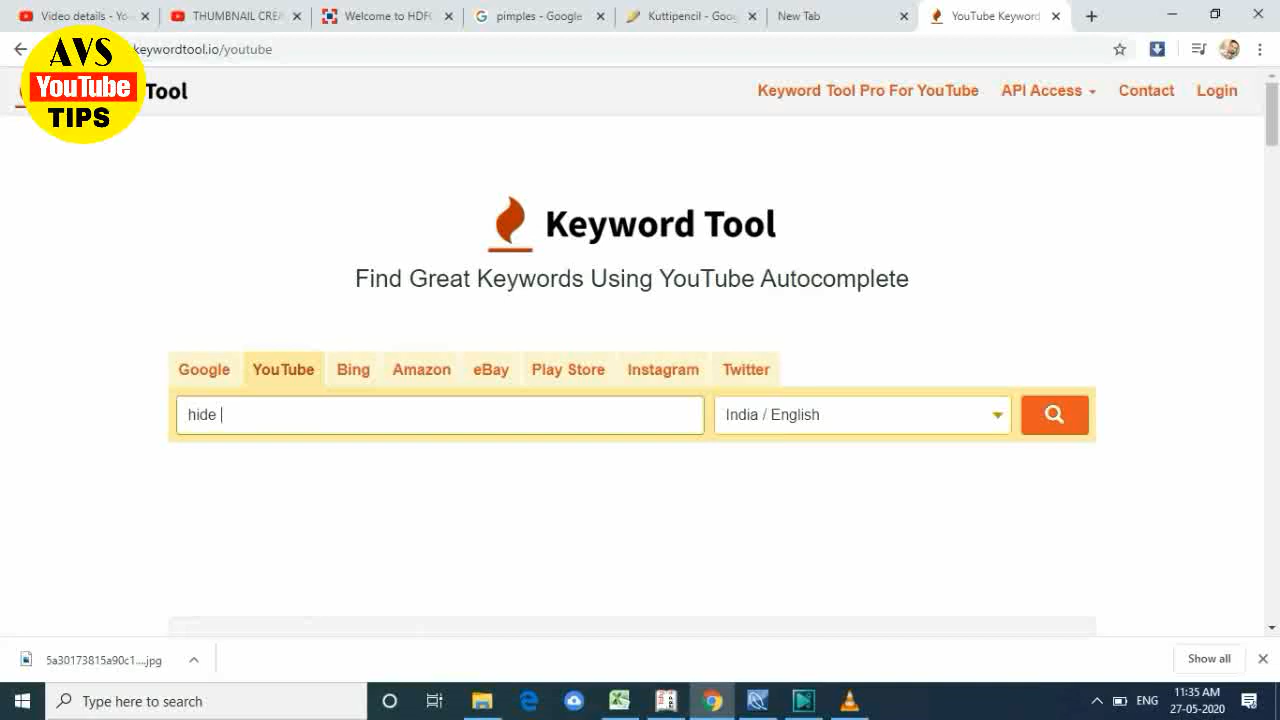 Video details - Yo
THUMBNAIL CREA
Welcome to HDFC
pimples - Google
Kuttipencil - Goog
New Tab
YouTube Keyword
keywordtool.io/youtube
AVS
YouTube
TIPS
Tool
Keyword Tool Pro For YouTube
API Access
Contact
Login
Keyword Tool
Find Great Keywords Using YouTube Autocomplete
Google
YouTube
Bing
Amazon
eBay
Play Store
Instagram
Twitter
hide
India / English
5a30173815a90c1....jpg
Show all
Type here to search
ENG
11:35 AM
27-05-2020